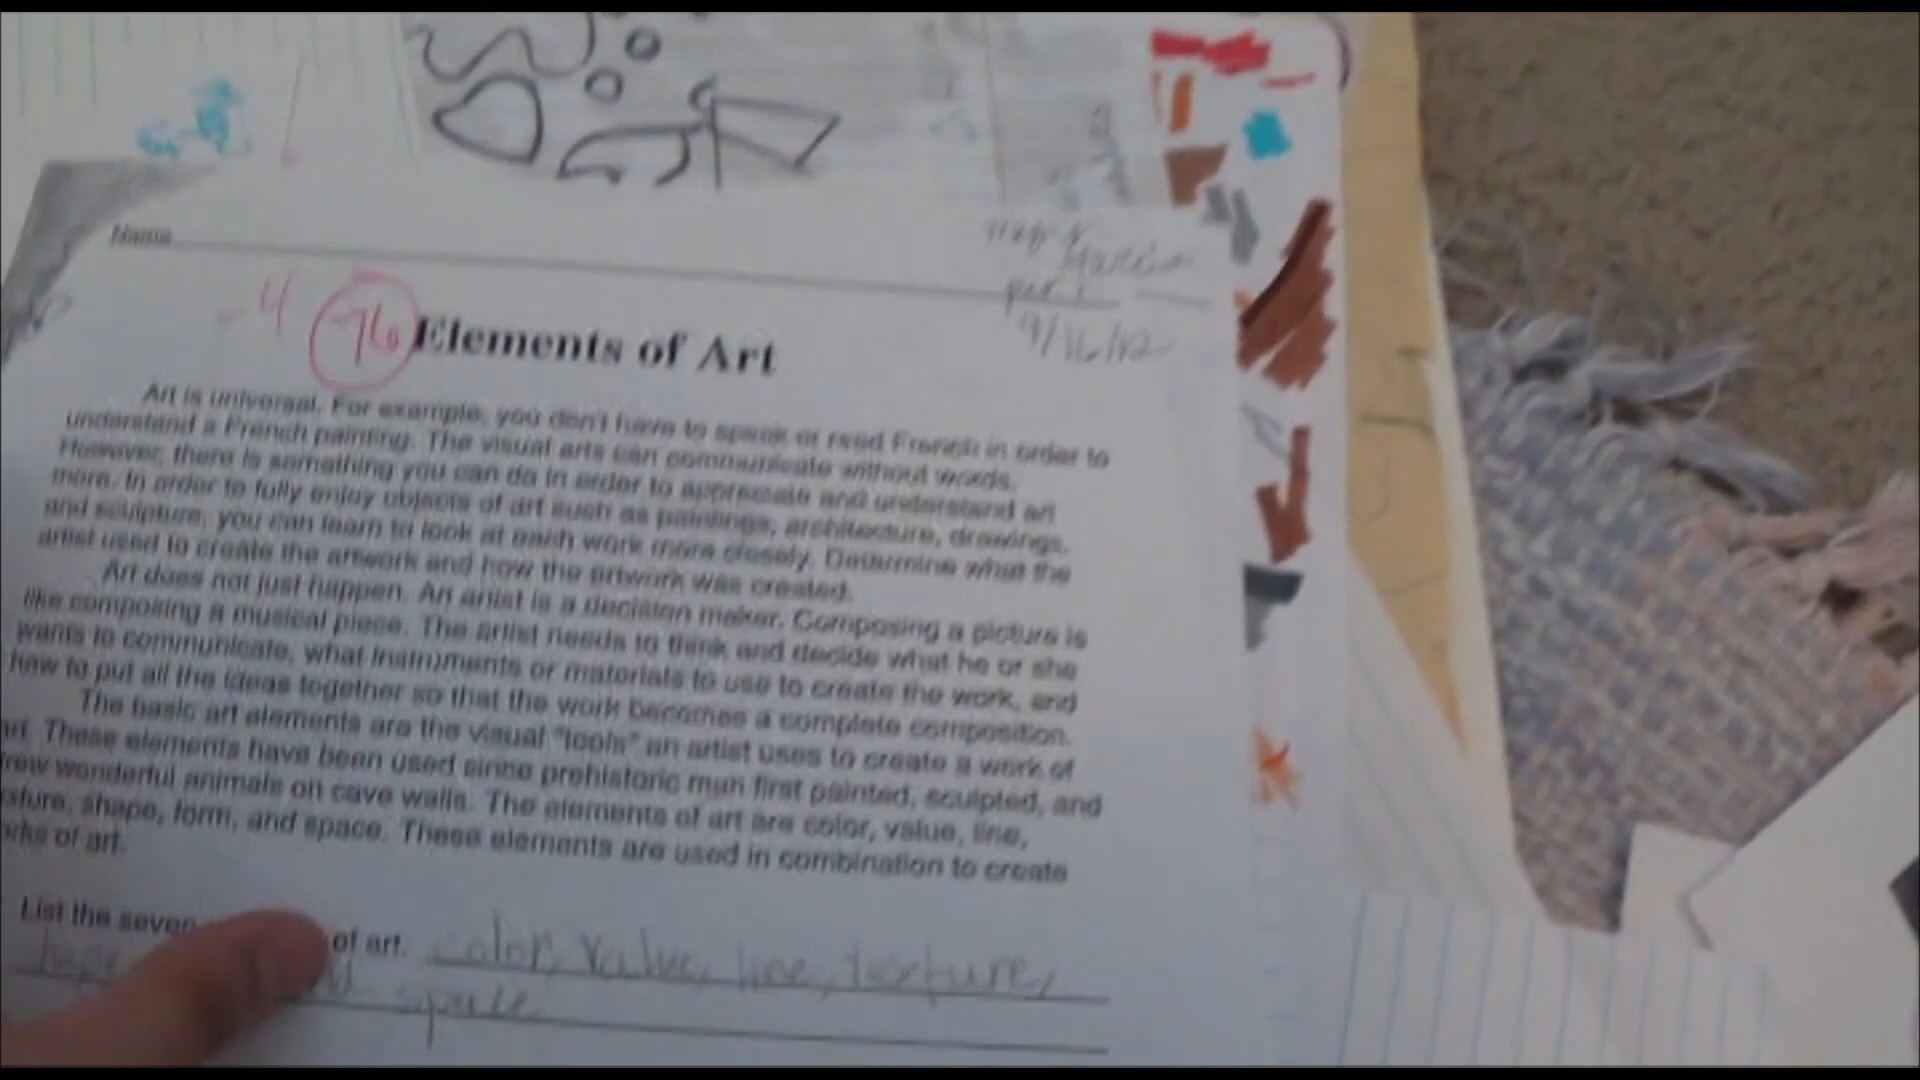 Name
per 1
9/16/12
-4 76 Elements of Art
Art is universal. For example, you don't have to speak or read French in order to
understand a French painting. The visual arts can communicate without words.
However, there is something you can do in order to appreciate and understand art
more. In order to fully enjoy objects of art such as paintings, architecture, drawings,
and sculpture, you can learn to look at each work more closely. Determine what the
artist used to create the artwork and how the artwork was created.
Art does not just happen. An artist is a decision maker. Composing a picture is
like composing a musical piece. The artist needs to think and decide what he or she
wants to communicate, what instruments or materials to use to create the work, and
how to put all the ideas together so that the work becomes a complete composition.
The basic art elements are the visual "tools" an artist uses to create a work of
art. These elements have been used since prehistoric man first painted, sculpted, and
rew wonderful animals on cave walls. The elements of art are color, value, line,
xture, shape, form, and space. These elements are used in combination to create
orks of art.
List the seven of art. color, value, line, texture,
space